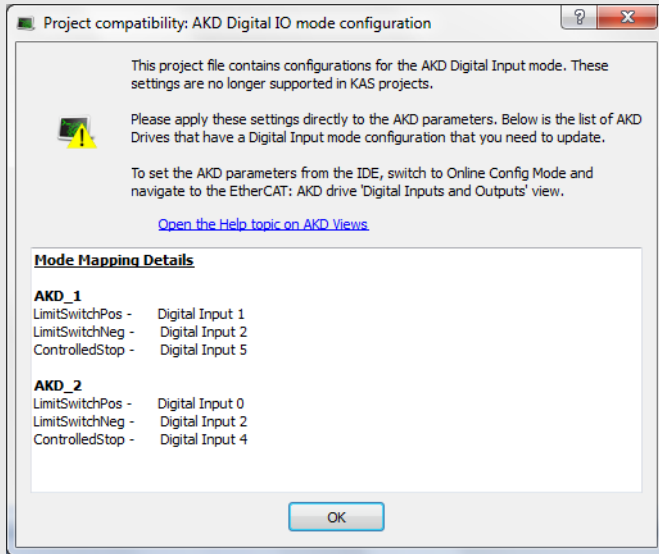 Project compatibility: AKD Digital IO mode configuration
This project file contains configurations for the AKD Digital Input mode. These
settings are no longer supported in KAS projects.
Please apply these settings directly to the AKD parameters. Below is the list of AKD
Drives that have a Digital Input mode configuration that you need to update.
To set the AKD parameters from the IDE, switch to Online Config Mode and
navigate to the EtherCAT: AKD drive 'Digital Inputs and Outputs' view.
Open the Help topic on AKD Views
Mode Mapping Details
AKD_1
LimitSwitchPos - Digital Input 1
LimitSwitchNeg - Digital Input 2
ControlledStop - Digital Input 5
AKD_2
LimitSwitchPos - Digital Input 0
LimitSwitchNeg - Digital Input 2
ControlledStop - Digital Input 4
OK